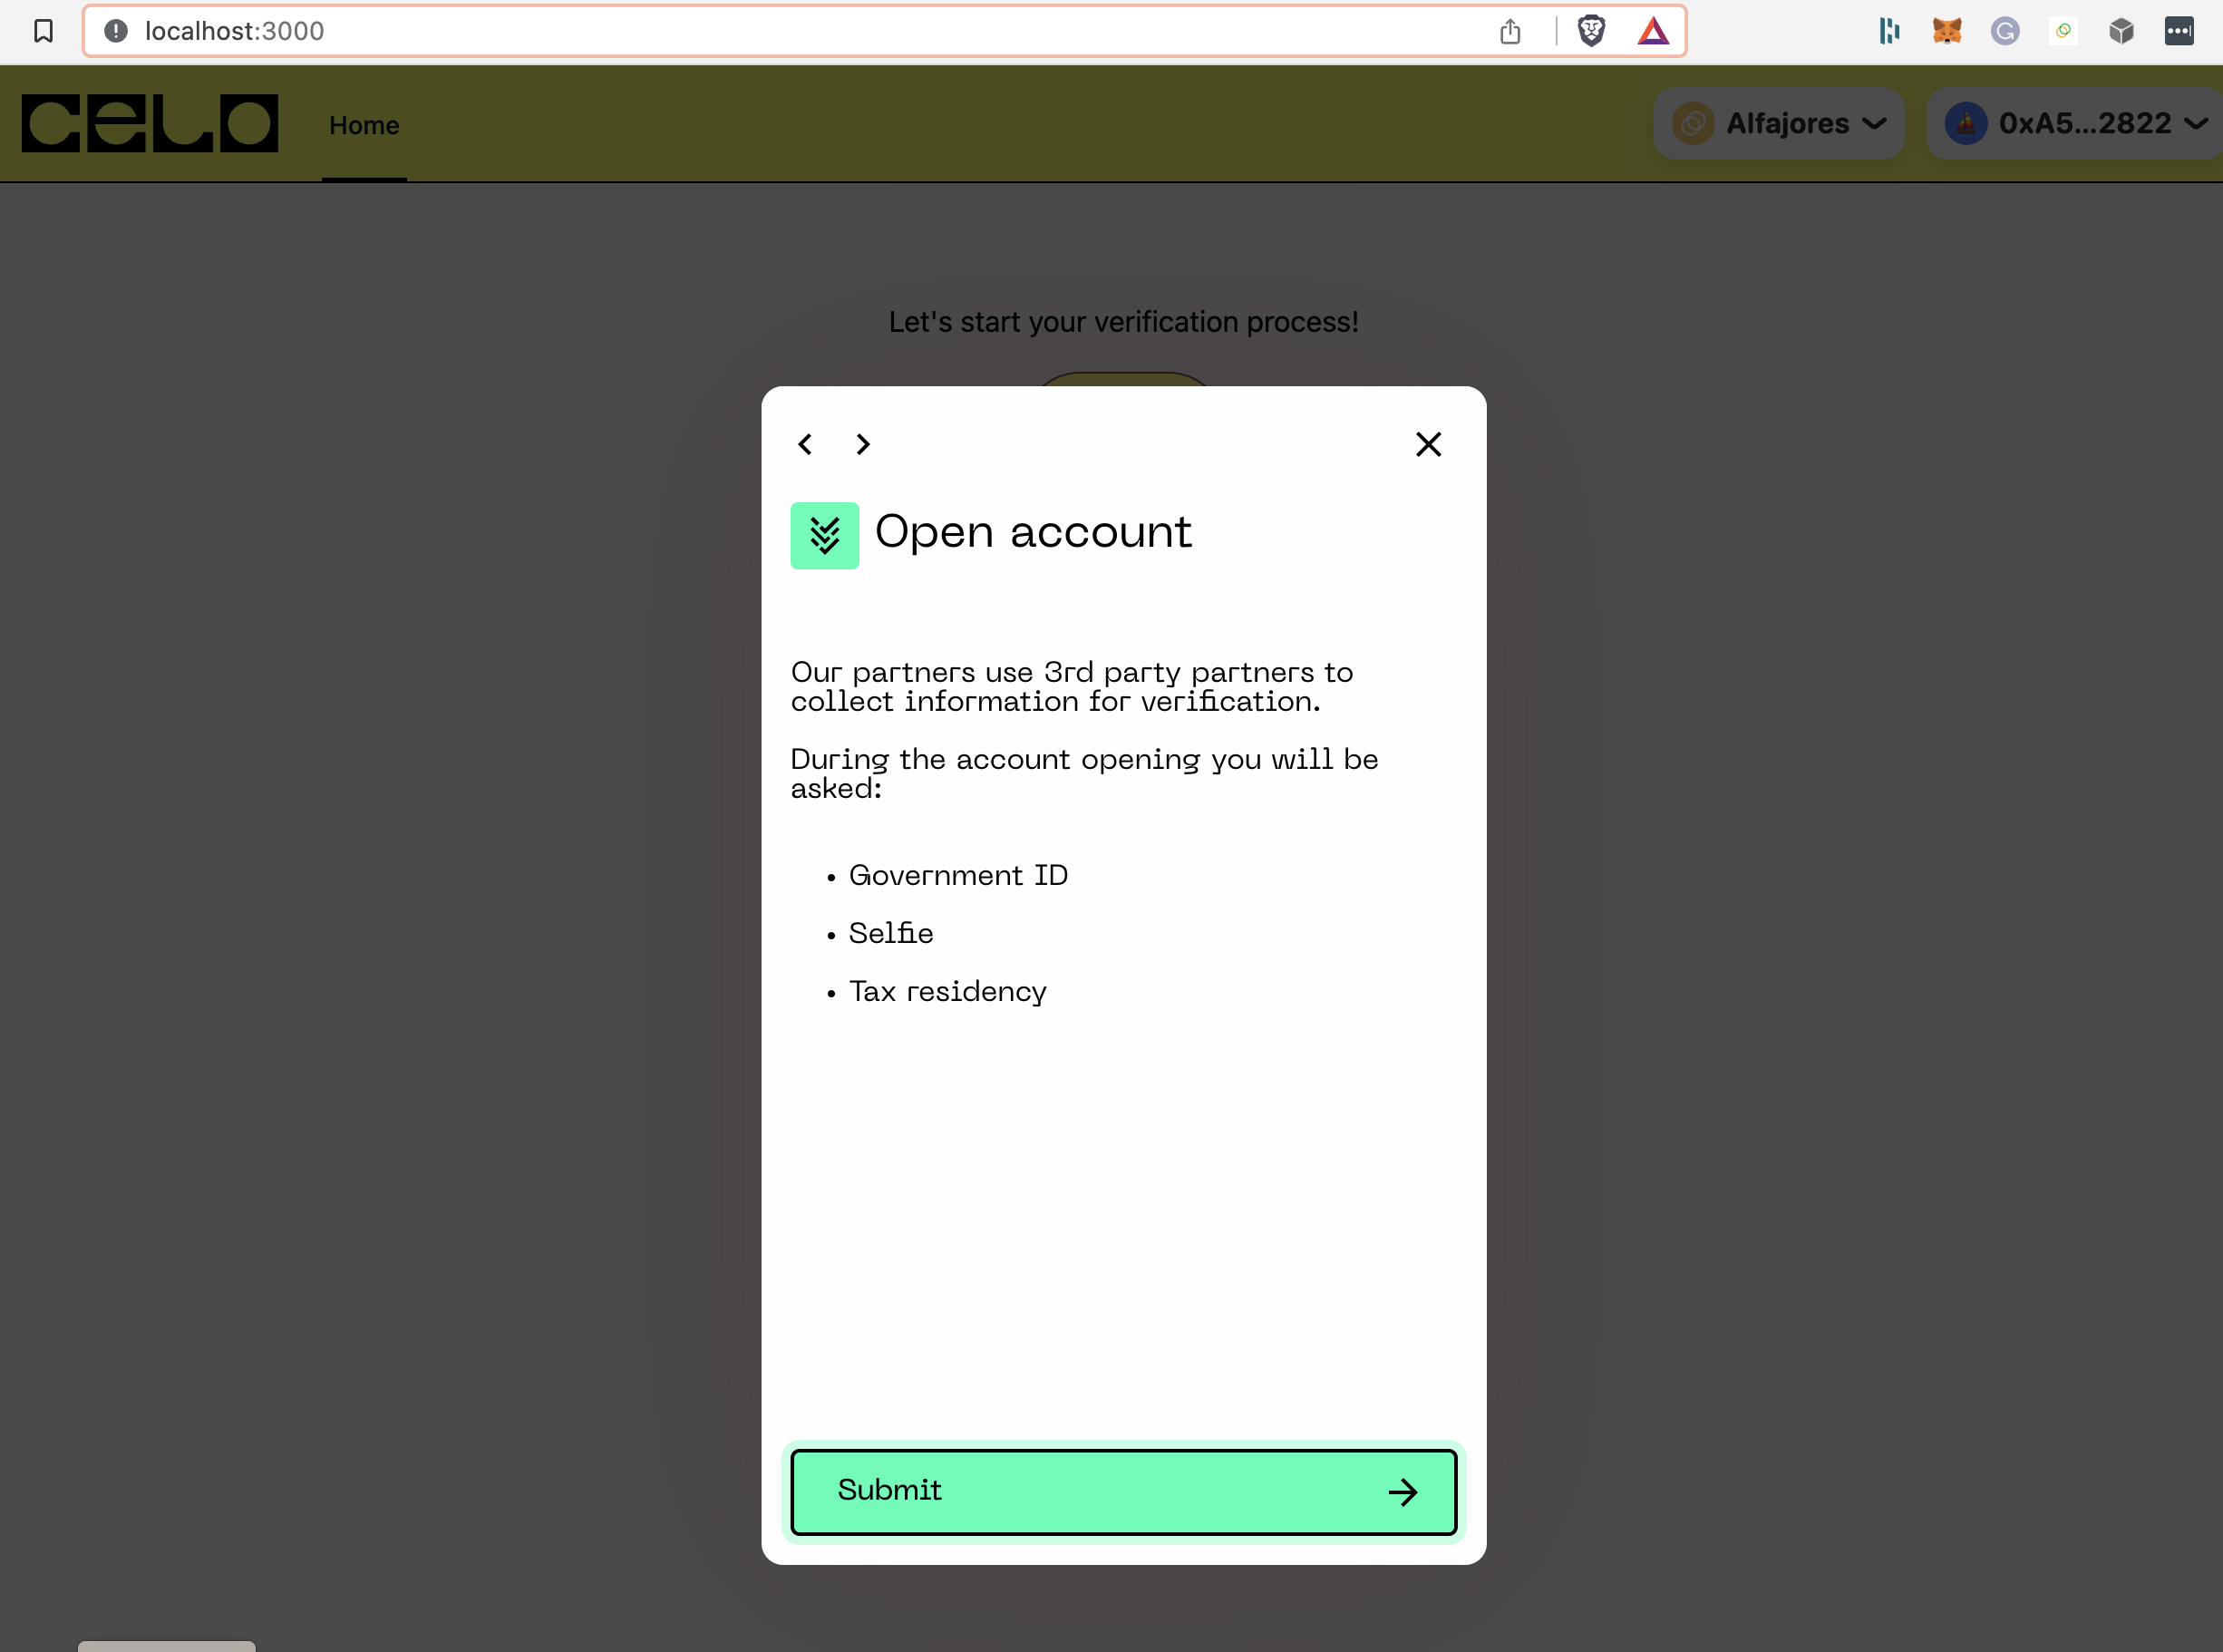 localhost:3000
CELO
Home
Alfajores
0xA5...2822
Let's start your verification process!
Open account
Our partners use 3rd party partners to
collect information for verification.
During the account opening you will be
asked:
• Government ID
• Selfie
• Tax residency
Submit